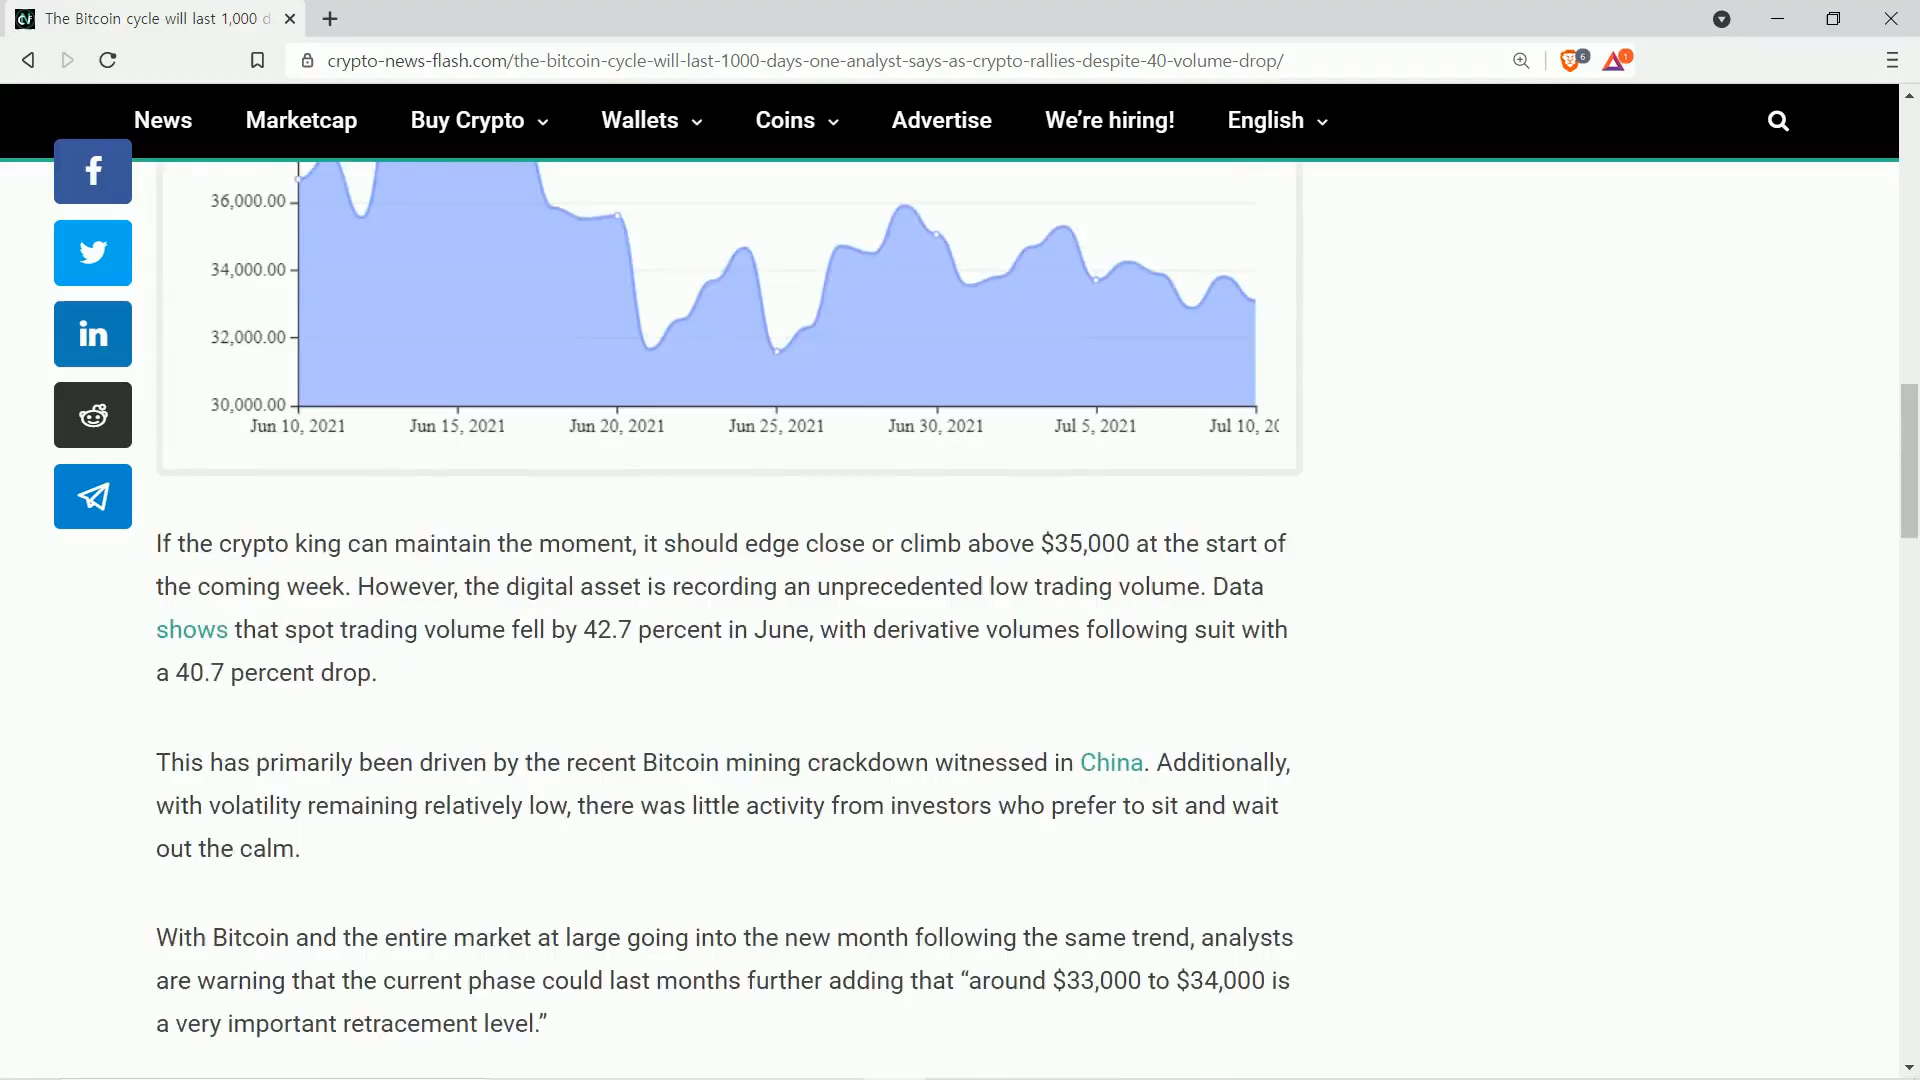 The Bitcoin cycle will last 1,000 d
crypto-news-flash.com/the-bitcoin-cycle-will-last-1000-days-one-analyst-says-as-crypto-rallies-despite-40-volume-drop/
6
1
News Marketcap Buy Crypto Wallets Coins Advertise We’re hiring! English
36,000.00
34,000.00
32,000.00
30,000.00
Jun 10, 2021 Jun 15, 2021 Jun 20, 2021 Jun 25, 2021 Jun 30, 2021 Jul 5, 2021 Jul 10, 20
If the crypto king can maintain the moment, it should edge close or climb above $35,000 at the start of
the coming week. However, the digital asset is recording an unprecedented low trading volume. Data
shows that spot trading volume fell by 42.7 percent in June, with derivative volumes following suit with
a 40.7 percent drop.
This has primarily been driven by the recent Bitcoin mining crackdown witnessed in China. Additionally,
with volatility remaining relatively low, there was little activity from investors who prefer to sit and wait
out the calm.
With Bitcoin and the entire market at large going into the new month following the same trend, analysts
are warning that the current phase could last months further adding that “around $33,000 to $34,000 is
a very important retracement level.”